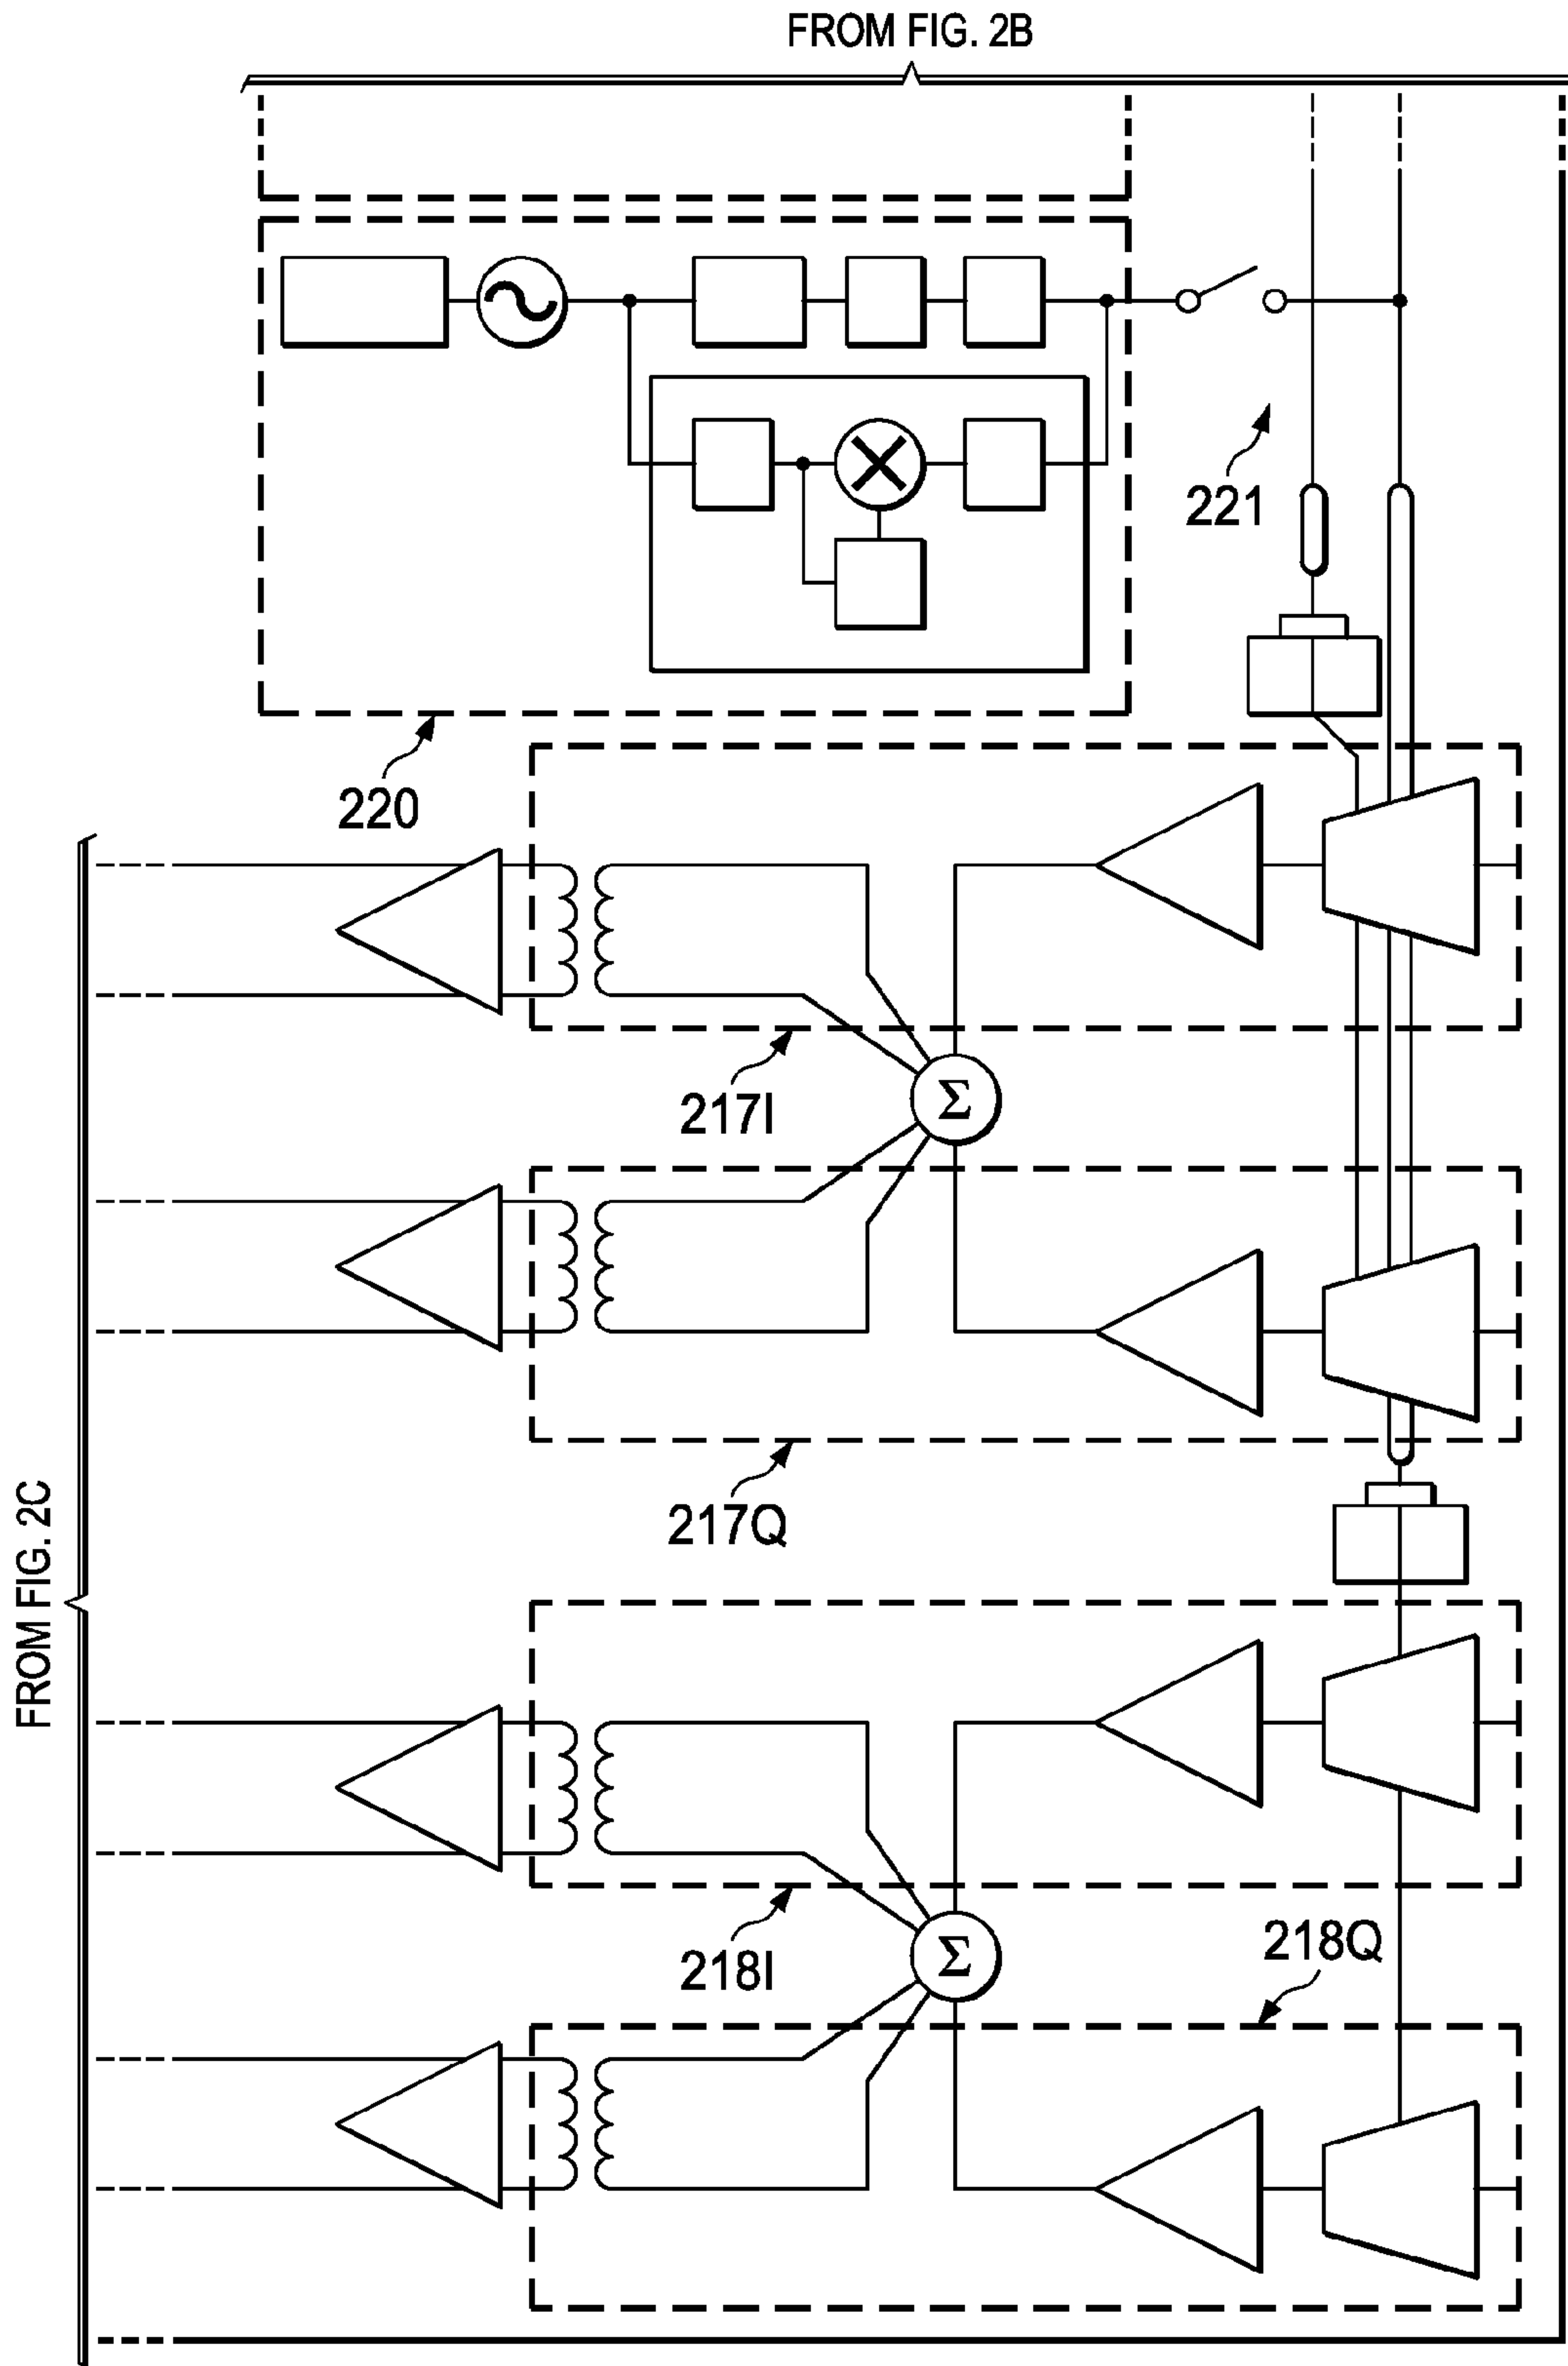 FROM FIG. 2B
221
220
217I
Σ
217Q
FROM FIG. 2C
218I
Σ
218Q